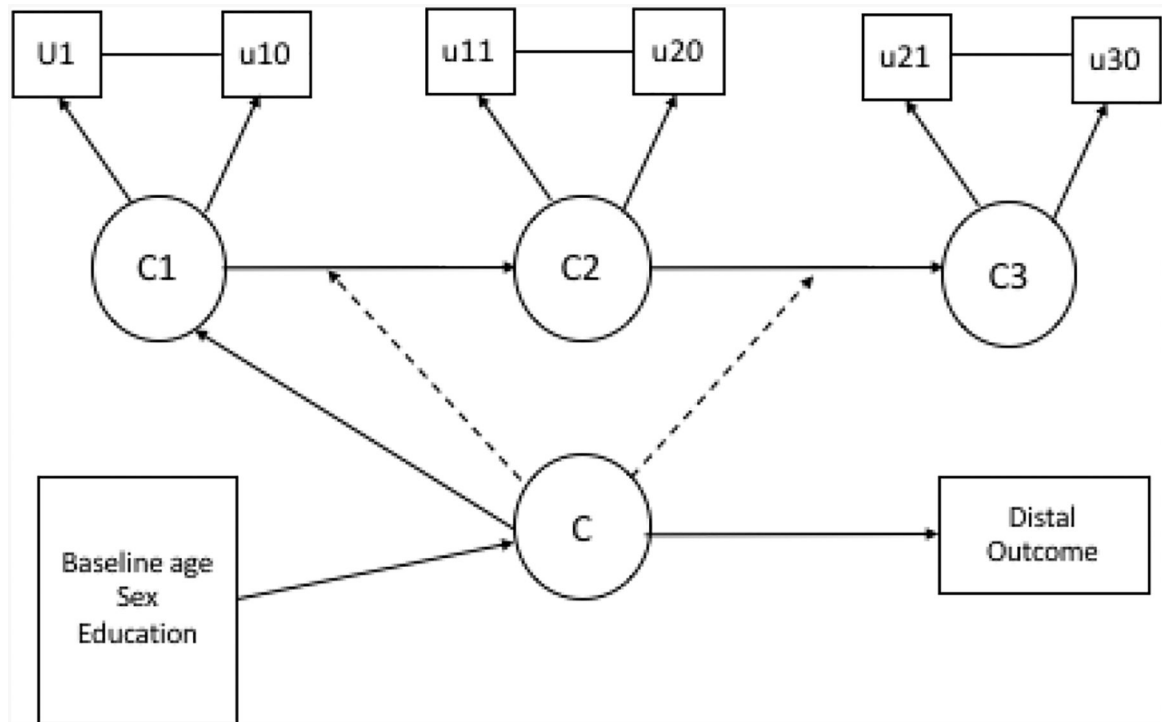 U1
u10
u11
u20
u21
u30
C1
C2
C3
C
Baseline age
Sex
Education
Distal
Outcome